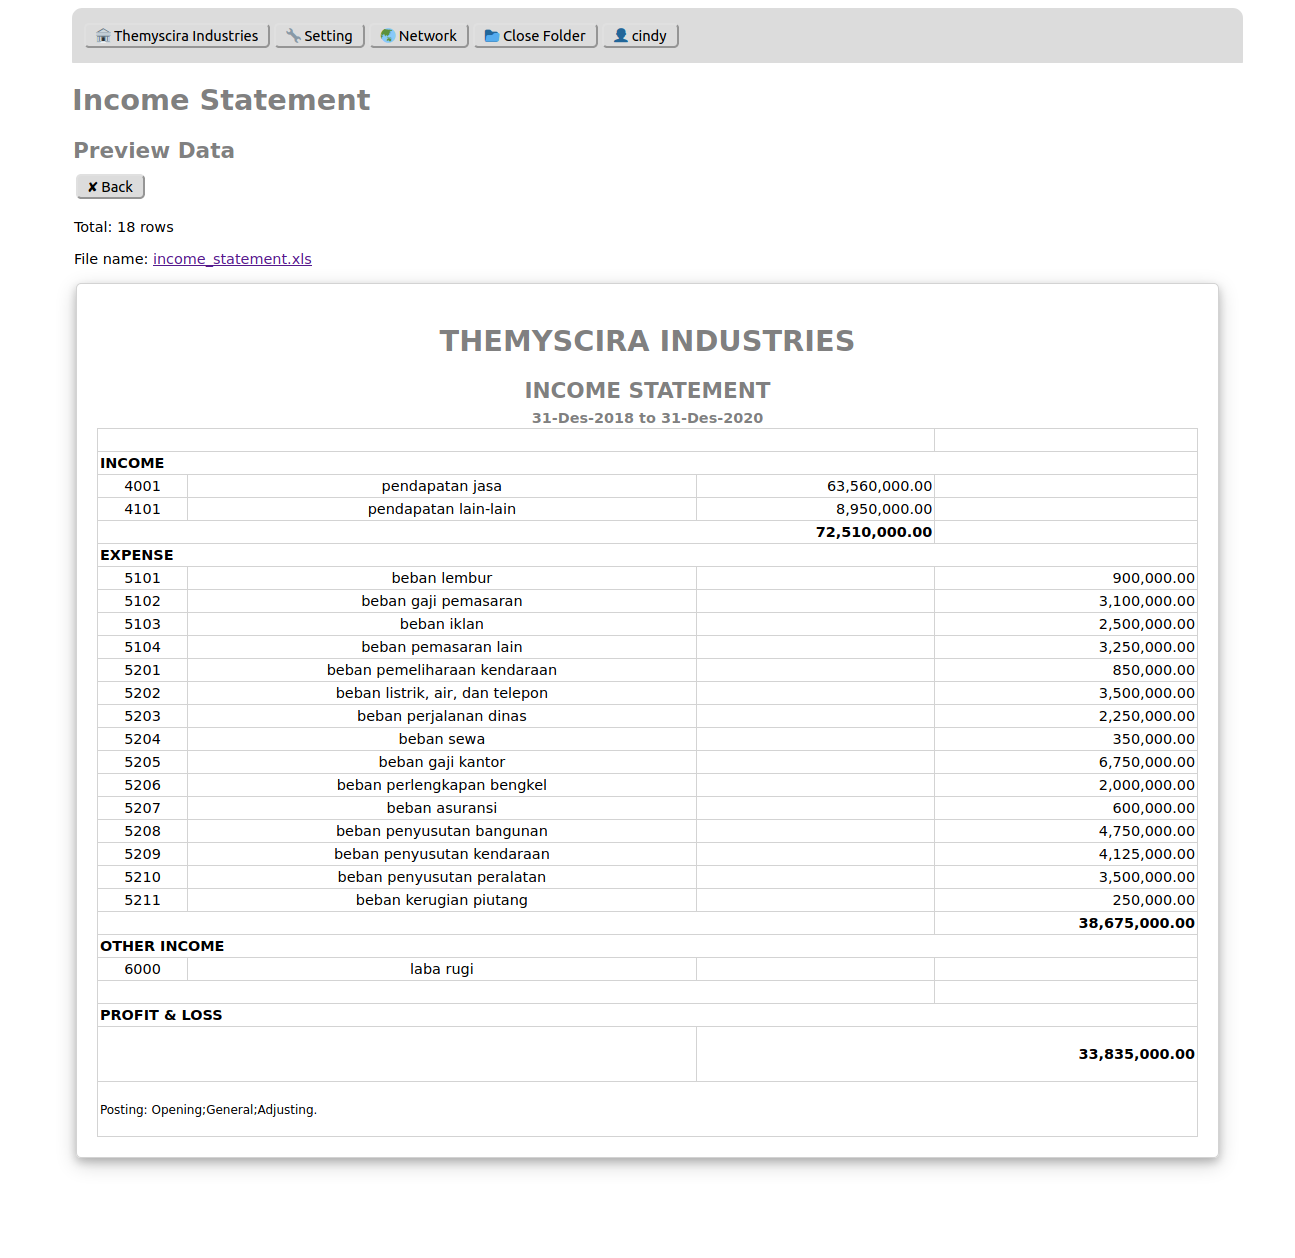 Themyscira Industries Setting Network Close Folder cindy
Income Statement
Preview Data
✘ Back
Total: 18 rows
File name: income_statement.xls
THEMYSCIRA INDUSTRIES
INCOME STATEMENT
31-Des-2018 to 31-Des-2020
INCOME
4001 pendapatan jasa 63,560,000.00
4101 pendapatan lain-lain 8,950,000.00
72,510,000.00
EXPENSE
5101 beban lembur 900,000.00
5102 beban gaji pemasaran 3,100,000.00
5103 beban iklan 2,500,000.00
5104 beban pemasaran lain 3,250,000.00
5201 beban pemeliharaan kendaraan 850,000.00
5202 beban listrik, air, dan telepon 3,500,000.00
5203 beban perjalanan dinas 2,250,000.00
5204 beban sewa 350,000.00
5205 beban gaji kantor 6,750,000.00
5206 beban perlengkapan bengkel 2,000,000.00
5207 beban asuransi 600,000.00
5208 beban penyusutan bangunan 4,750,000.00
5209 beban penyusutan kendaraan 4,125,000.00
5210 beban penyusutan peralatan 3,500,000.00
5211 beban kerugian piutang 250,000.00
38,675,000.00
OTHER INCOME
6000 laba rugi
PROFIT & LOSS
33,835,000.00
Posting: Opening;General;Adjusting.